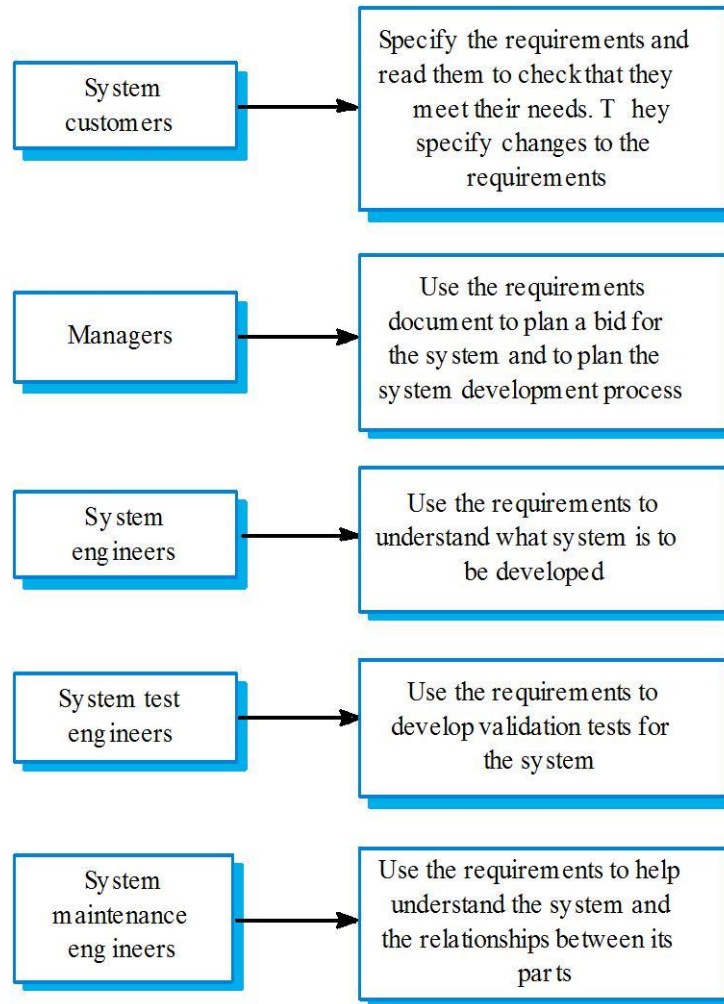 System
customers
Specify the requirements and
read them to check that they
meet their needs. T hey
specify changes to the
requirements
Managers
Use the requirements
document to plan a bid for
the system and to plan the
system development process
System
engineers
Use the requirements to
understand what system is to
be developed
System test
engineers
Use the requirements to
develop validation tests for
the system
System
maintenance
engineers
Use the requirements to help
understand the system and
the relationships between its
parts